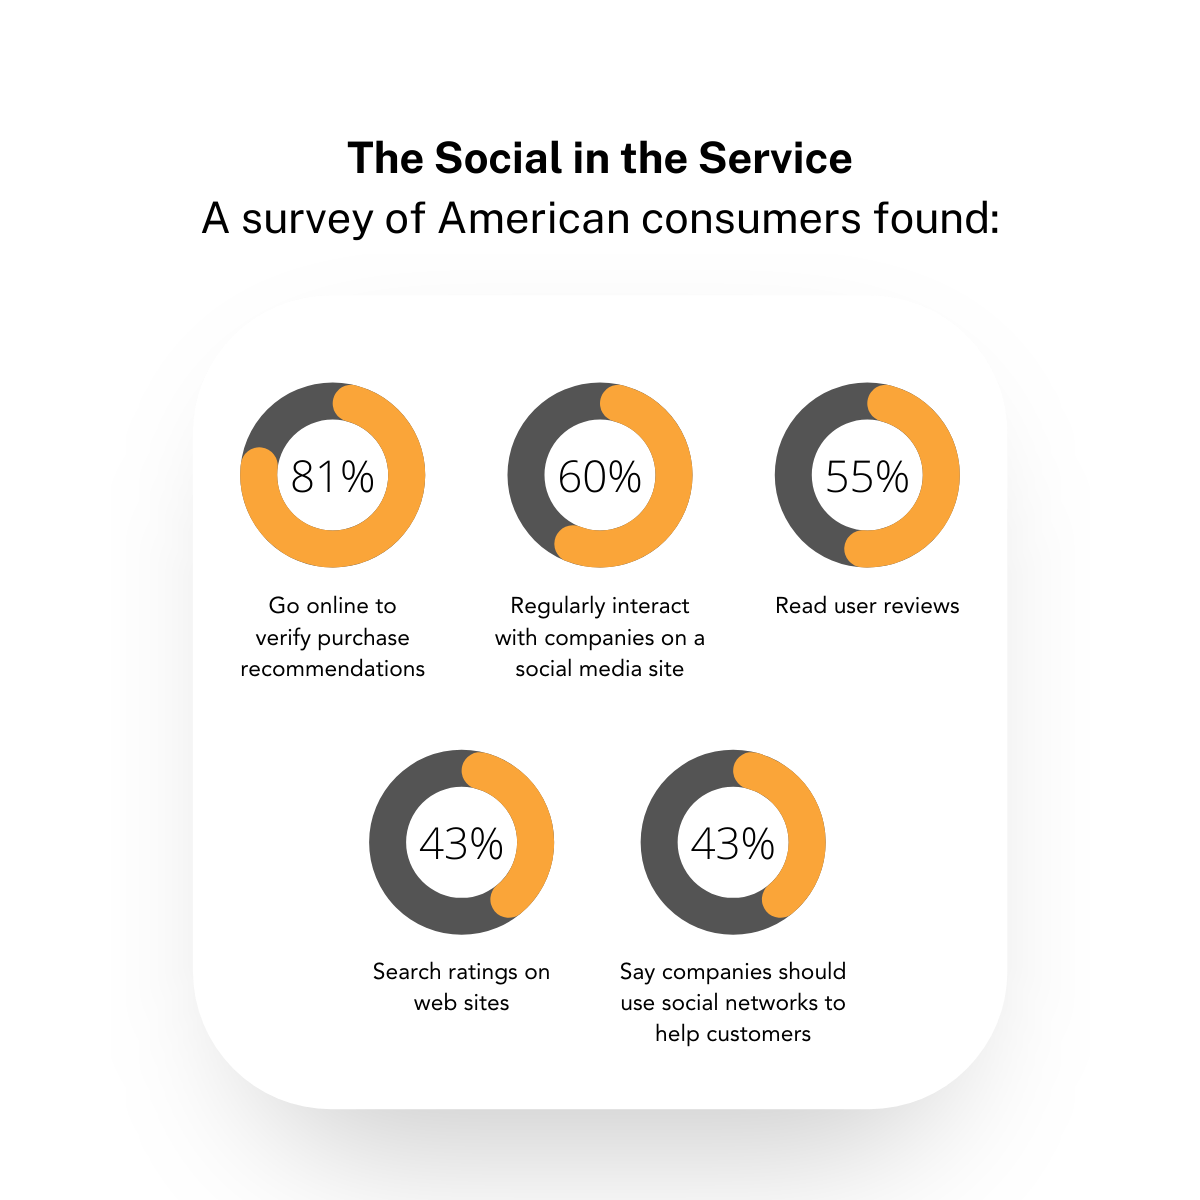 The Social in the Service
A survey of American consumers found:
81%
Go online to
verify purchase
recommendations
60%
Regularly interact
with companies on a
social media site
55%
Read user reviews
43%
Search ratings on
web sites
43%
Say companies should
use social networks to
help customers